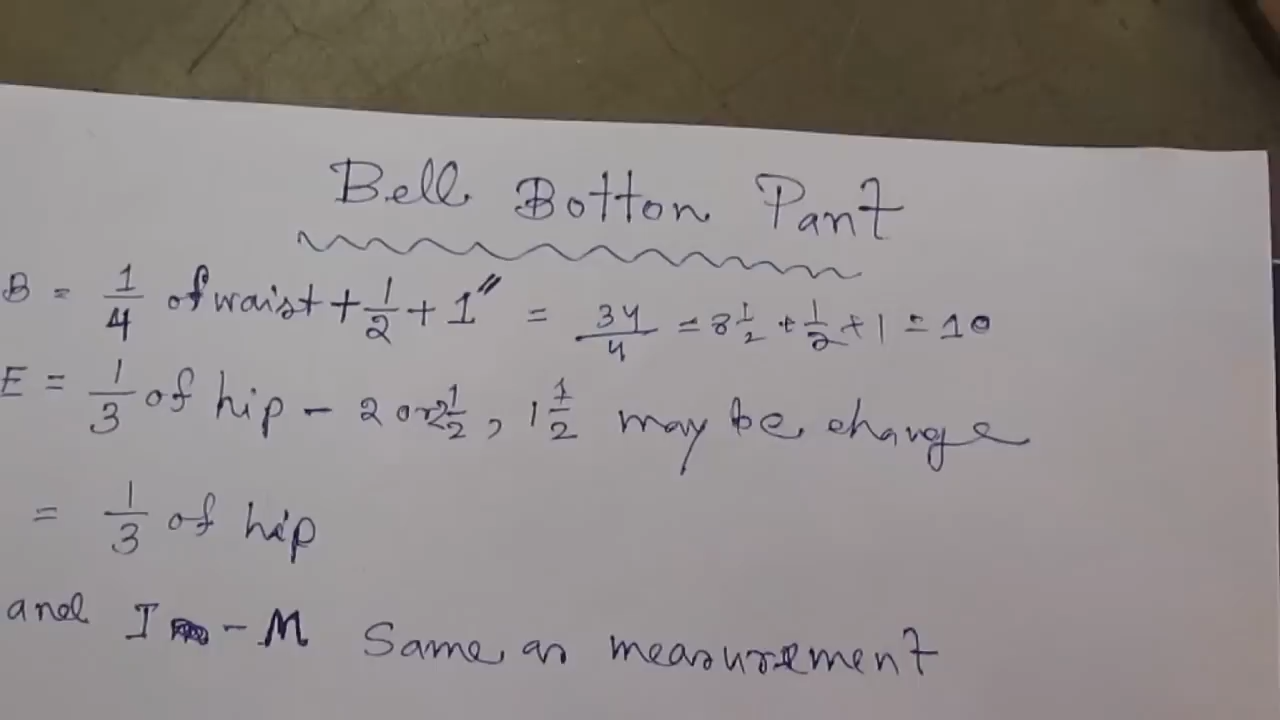 Bell Botton Pant
B = 1/4 of waist + 1/2 + 1" = 34/4 = 8 1/2 + 1/2 + 1 = 10
E = 1/3 of hip - 2 or 2 1/2, 1 1/2 may be change
= 1/3 of hip
and I - M Same as measurement